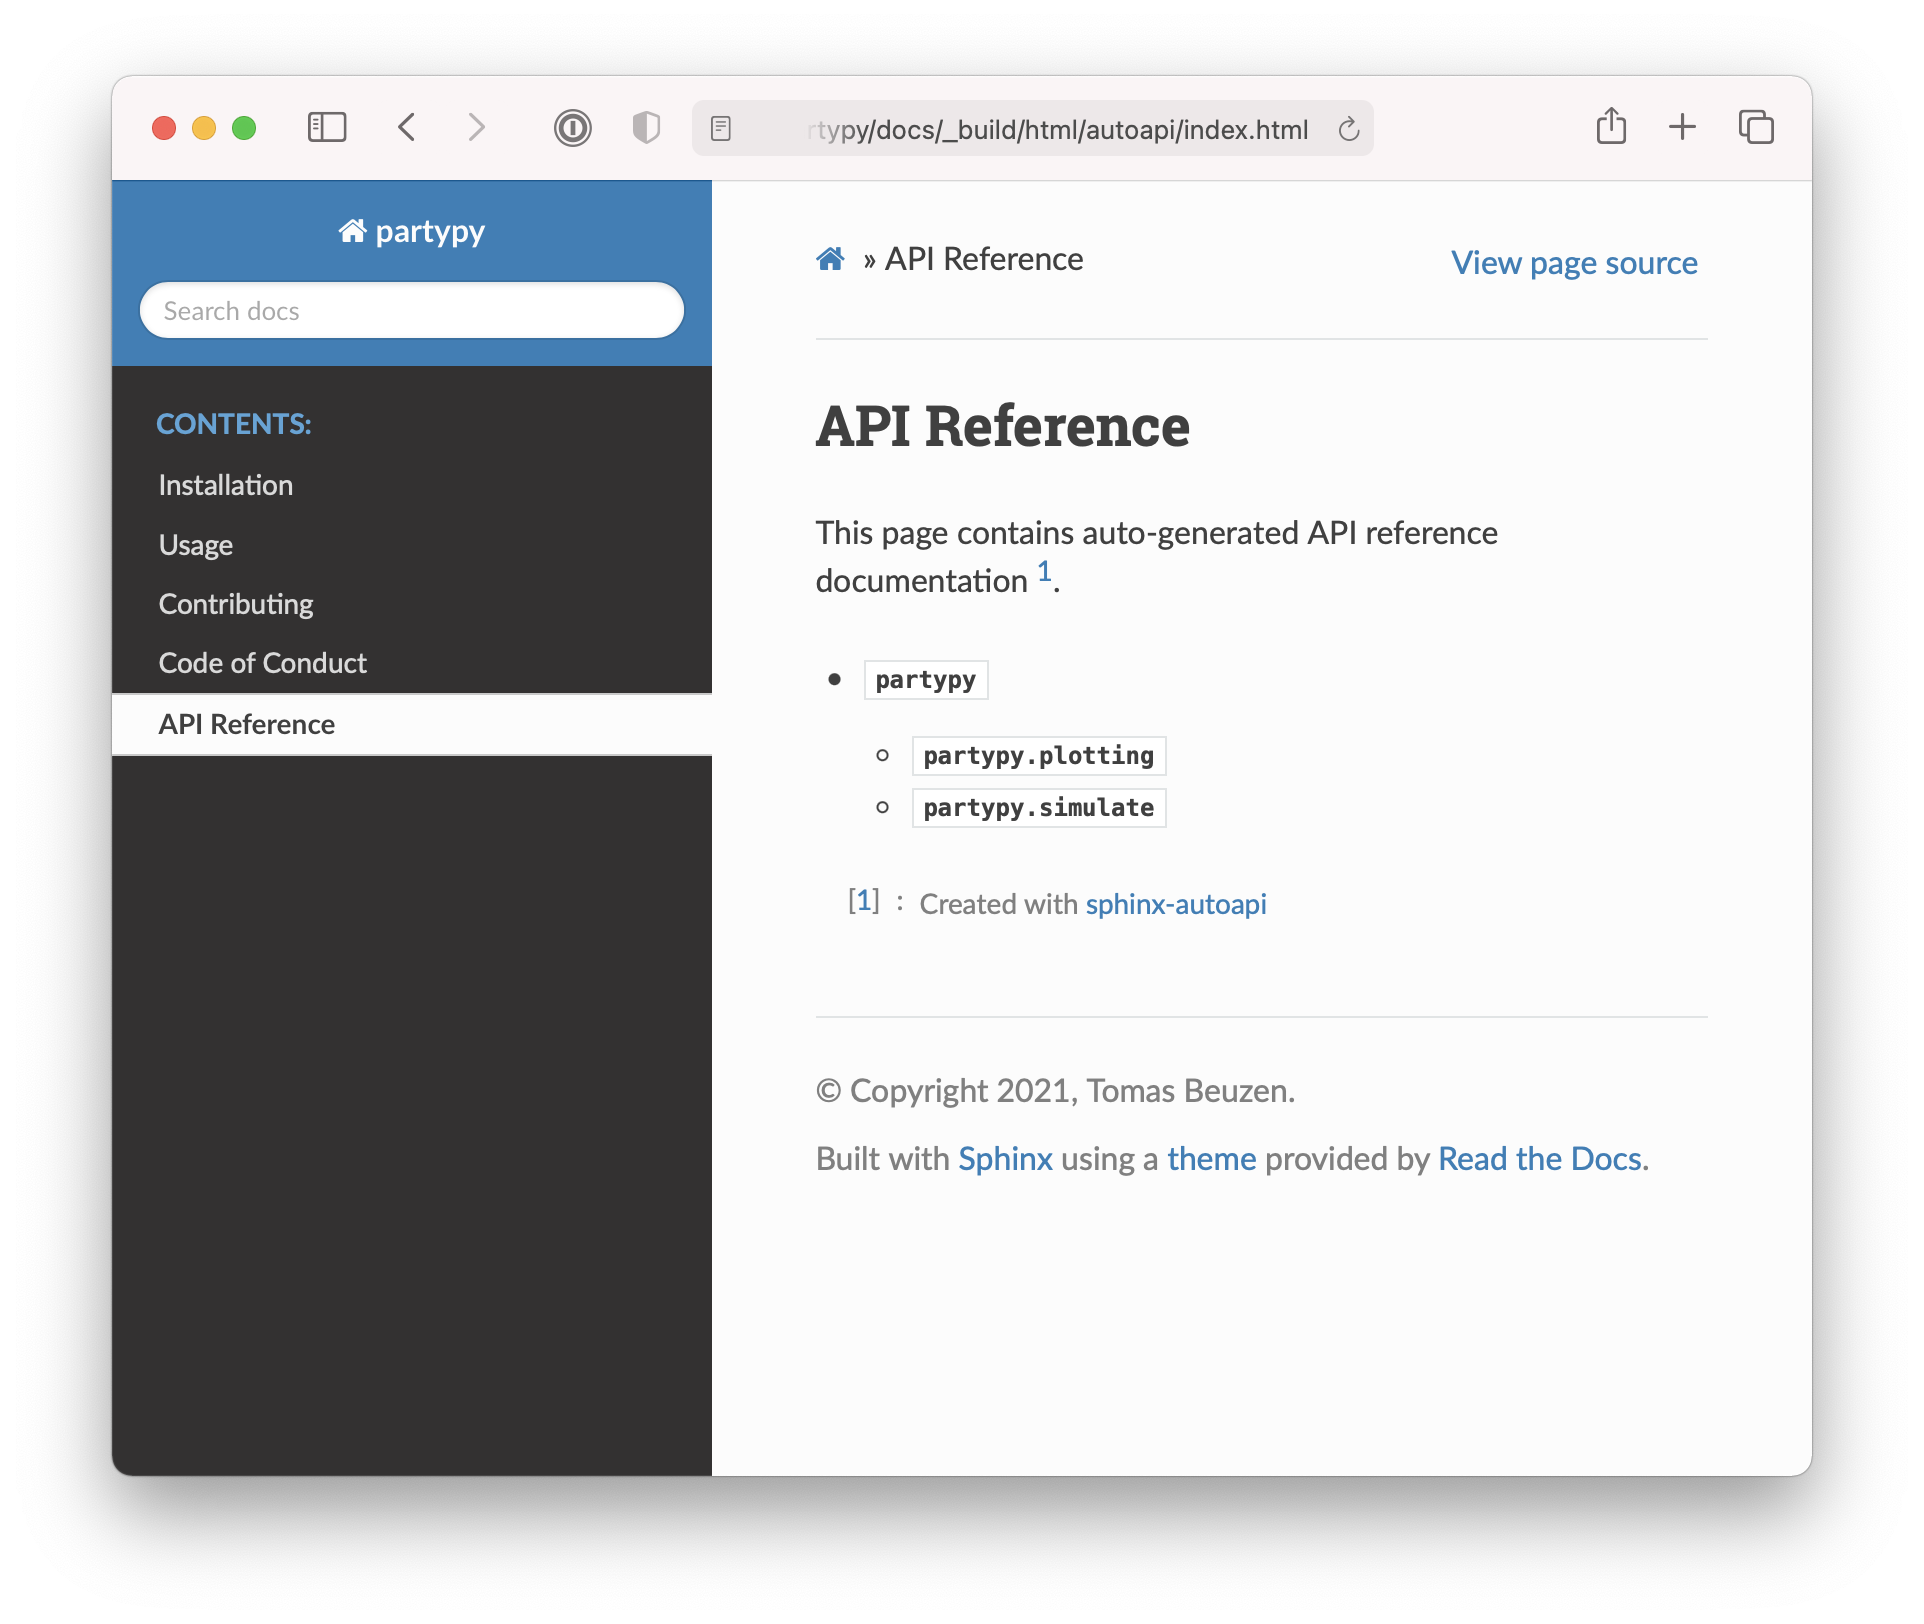 rtypy/docs/_build/html/autoapi/index.html
partypy
Search docs
CONTENTS:
Installation
Usage
Contributing
Code of Conduct
API Reference
» API Reference
View page source
API Reference
This page contains auto-generated API reference
documentation 1.
partypy
partypy.plotting
partypy.simulate
[1] : Created with sphinx-autoapi
© Copyright 2021, Tomas Beuzen.
Built with Sphinx using a theme provided by Read the Docs.